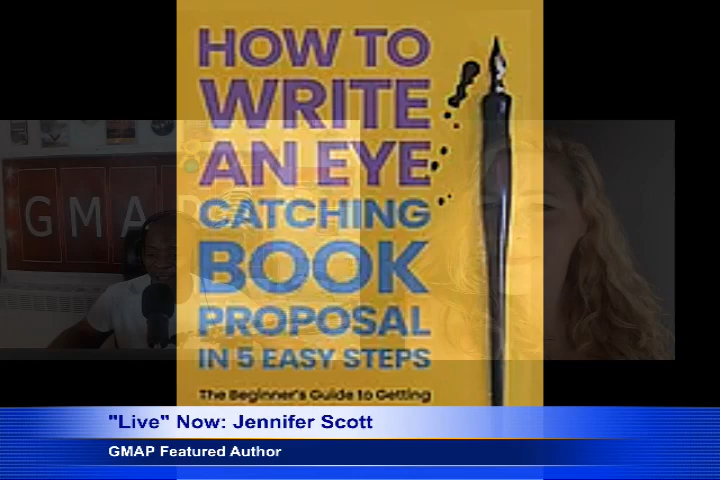 HOW TO
WRITE
AN EYE
CATCHING
BOOK
PROPOSAL
IN 5 EASY STEPS
The Beginner's Guide to Getting
GMAP
"Live" Now: Jennifer Scott
GMAP Featured Author